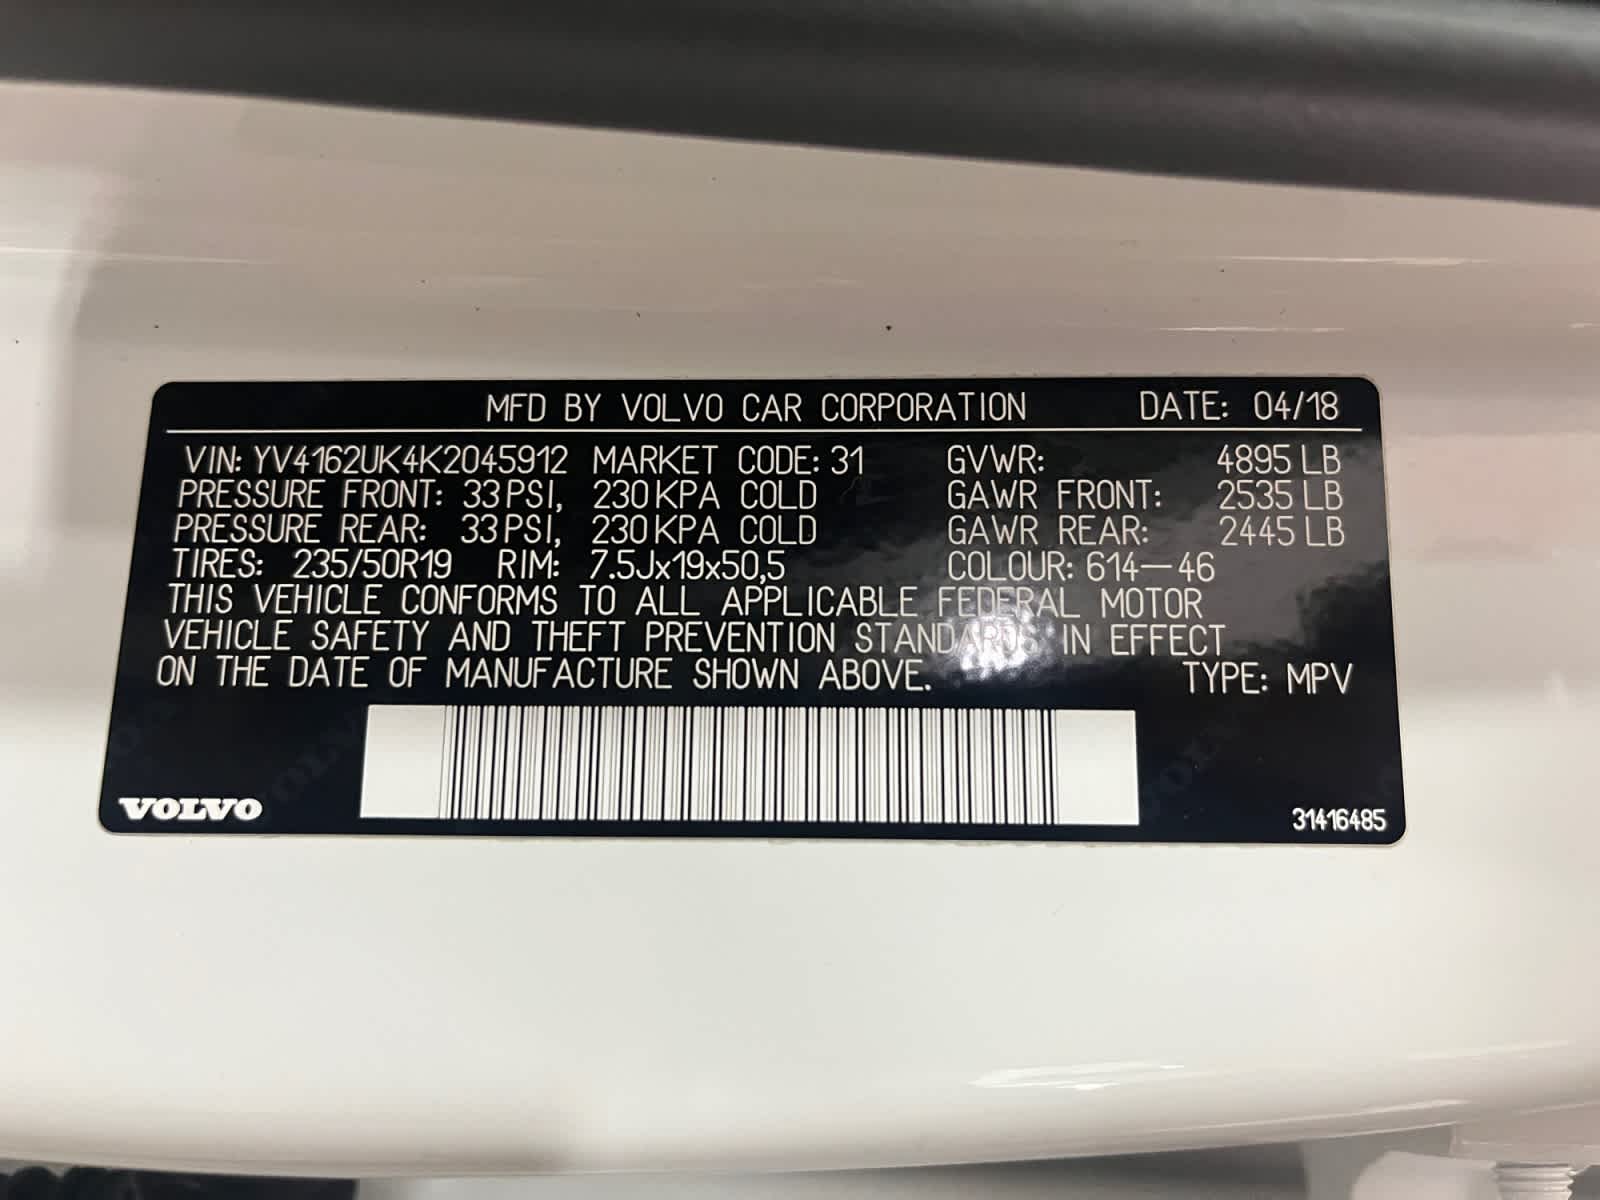 MFD BY VOLVO CAR CORPORATION DATE: 04/18
VIN: YV4162UK4K2045912 MARKET CODE: 31 GVWR: 4895 LB
PRESSURE FRONT: 33 PSI, 230 KPA COLD GAWR FRONT: 2535 LB
PRESSURE REAR: 33 PSI, 230 KPA COLD GAWR REAR: 2445 LB
TIRES: 235/50R19 RIM: 7.5Jx19x50,5 COLOUR: 614-46
THIS VEHICLE CONFORMS TO ALL APPLICABLE FEDERAL MOTOR
VEHICLE SAFETY AND THEFT PREVENTION STANDARDS IN EFFECT
ON THE DATE OF MANUFACTURE SHOWN ABOVE. TYPE: MPV
VOLVO 31416485